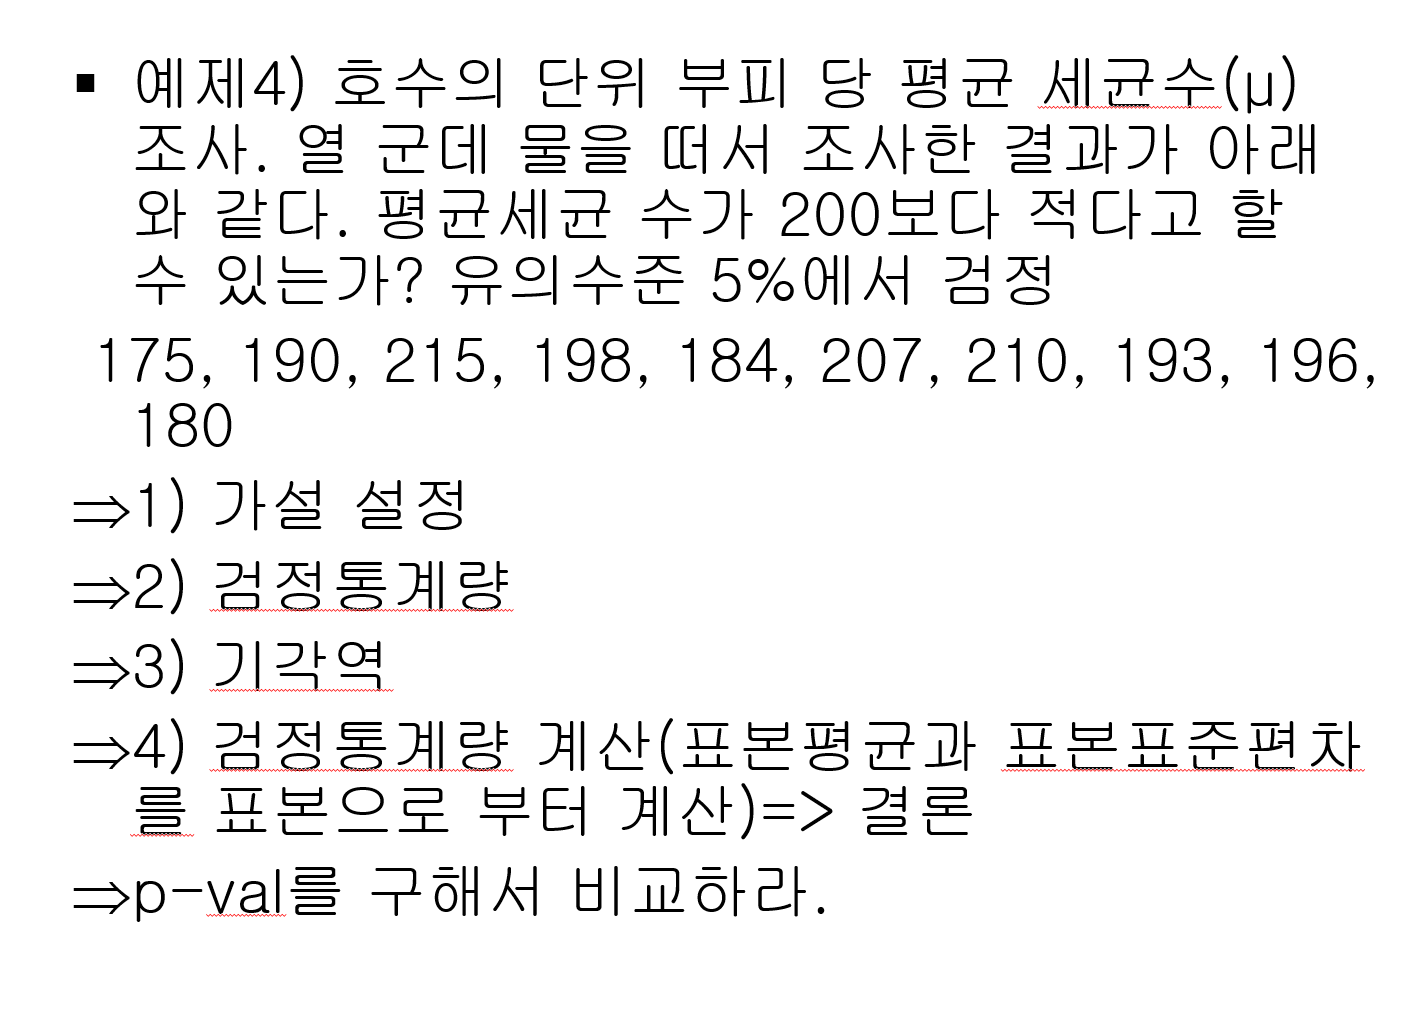 ▪ 예제4) 호수의 단위 부피 당 평균 세균수(μ)
조사. 열 군데 물을 떠서 조사한 결과가 아래
와 같다. 평균세균 수가 200보다 적다고 할
수 있는가? 유의수준 5%에서 검정
175, 190, 215, 198, 184, 207, 210, 193, 196,
180
⇒1) 가설 설정
⇒2) 검정통계량
⇒3) 기각역
⇒4) 검정통계량 계산(표본평균과 표본표준편차
를 표본으로 부터 계산)=> 결론
⇒p-val를 구해서 비교하라.